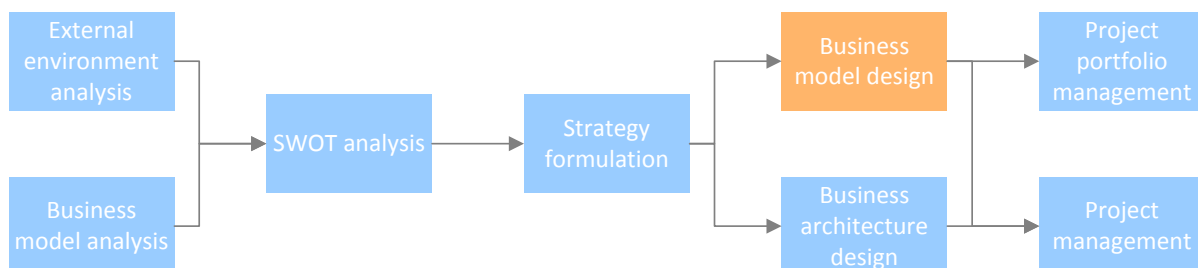 External
environment
analysis
Business
model analysis
SWOT analysis
Strategy
formulation
Business
model design
Business
architecture
design
Project
portfolio
management
Project
management